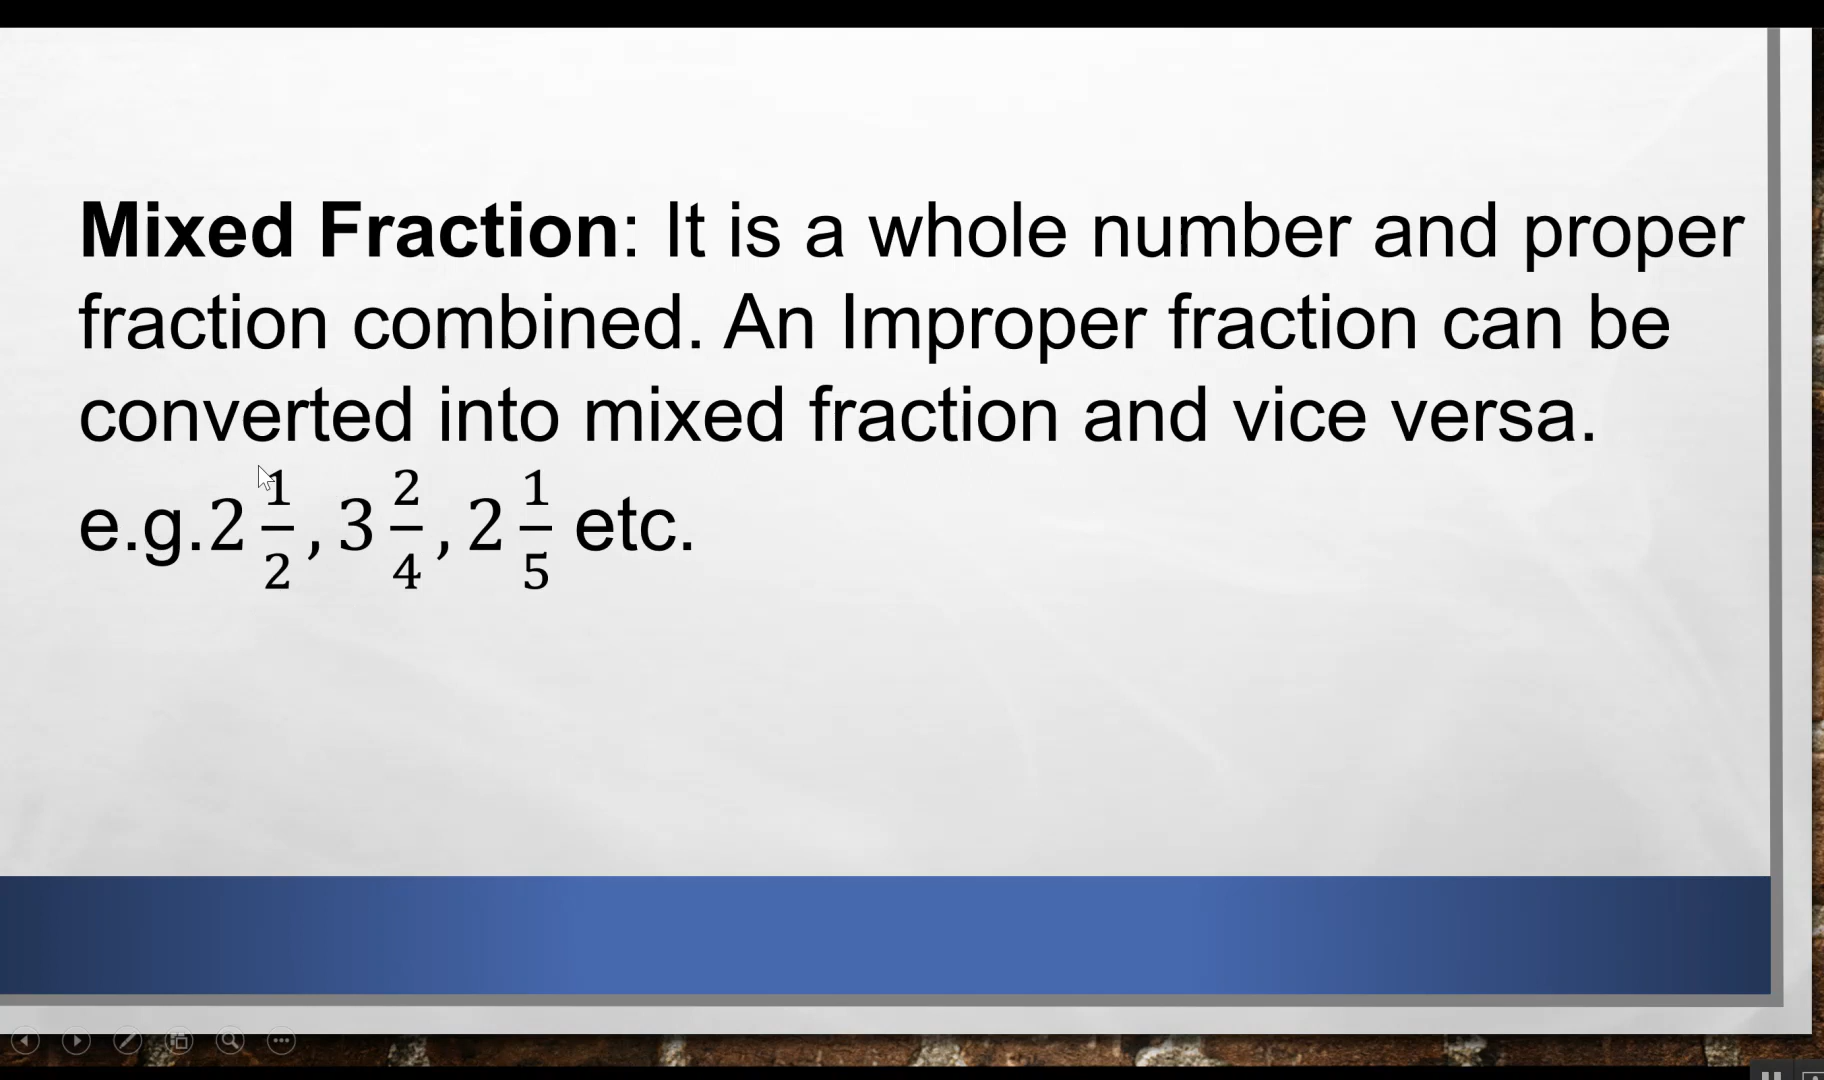 Mixed Fraction: It is a whole number and proper
fraction combined. An Improper fraction can be
converted into mixed fraction and vice versa.
e.g.2 1/2, 3 2/4, 2 1/5 etc.